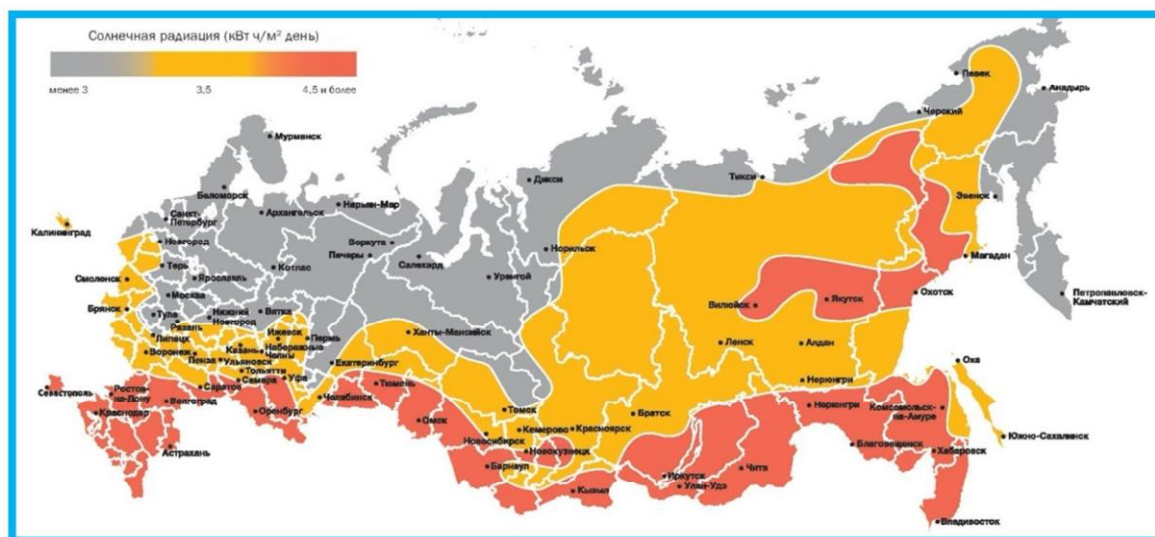 Солнечная радиация (кВт ч/м² день)
менее 3
3,5
4,5 и более
Певек
Анадырь
Черский
Мурманск
Тикси
Диксон
Эвенск
Беломорск
Нарьян-Мар
Санкт-
Петербург
Архангельск
Калининград
Новгород
Воркута
Печоры
Салехард
Норильск
Магадан
Терь
Котлас
Смоленск
Ярославль
Уренгой
Москва
Вилюйск
Якутск
Охотск
Петропавловск-
Камчатский
Брянск
Тула
Нижний
Новгород
Вятка
Рязань
Ханты-Мансийск
Липецк
Ижевск
Пермь
Ленск
Алдан
Воронеж
Казань
Набережные
Челны
Пенза
Ульяновск
Екатеринбург
Оха
Тольятти
Самара
Уфа
Нерюнгри
Севастополь
Ростов-
на-Дону
Саратов
Тюмень
Челябинск
Волгоград
Нерюнгри
Комсомольск-
на-Амуре
Краснодар
Оренбург
Томск
Братск
Омск
Кемерово
Красноярск
Новосибирск
Южно-Сахалинск
Астрахань
Новокузнецк
Благовещенск
Хабаровск
Барнаул
Чита
Иркутск
Кызыл
Улан-Удэ
Владивосток